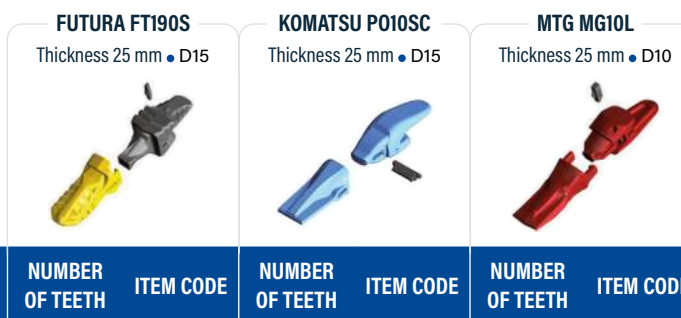 FUTURA FT190S
Thickness 25 mm • D15
KOMATSU PO10SC
Thickness 25 mm • D15
MTG MG10L
Thickness 25 mm • D10
NUMBER
OF TEETH
ITEM CODE
NUMBER
OF TEETH
ITEM CODE
NUMBER
OF TEETH
ITEM CODE